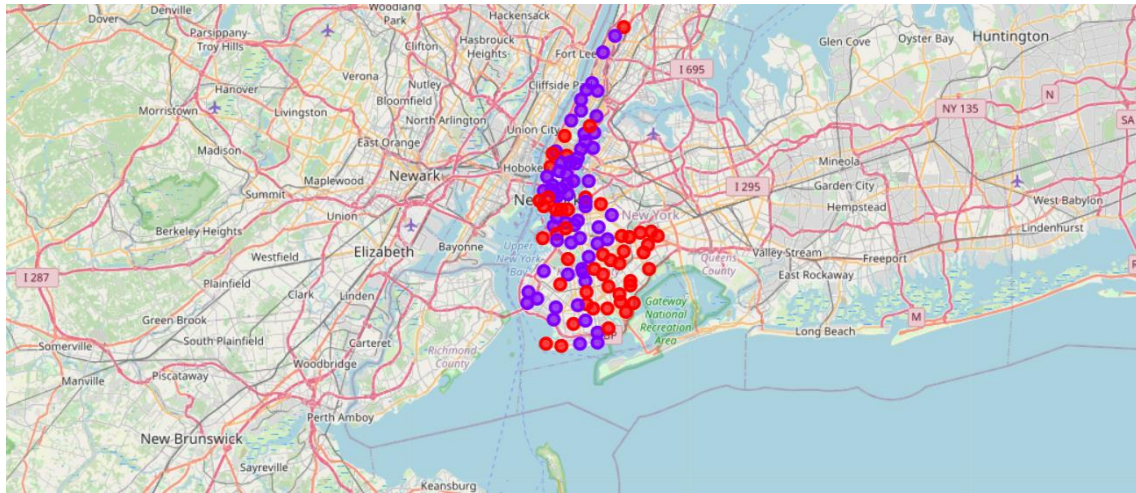 Denville
Dover
Woodland
Park
Hackensack
Parsippany-
Troy Hills
Clifton
Hasbrouck
Heights
Fort Lee
Glen Cove
Oyster Bay
Huntington
Hanover
Verona
Nutley
Bloomfield
Cliffside
I 695
Morristown
Livingston
North Arlington
Union City
NY 135
N
SA
Madison
East Orange
Hoboke
Mineola
Summit
Maplewood
Newark
I 295
Garden City
Hempstead
West Babylon
Union
Ne
New York
Lindenhurst
Berkeley Heights
Elizabeth
Bayonne
Upper
New York
Bay
Queens
County
Valley Stream
Freeport
I 287
Westfield
East Rockaway
Plainfield
Clark
Linden
Gateway
National
Recreation
Area
M
Green Brook
South Plainfield
Carteret
Long Beach
Somerville
Richmond
County
Manville
Piscataway
Woodbridge
Perth Amboy
New Brunswick
Sayreville
Keansburg